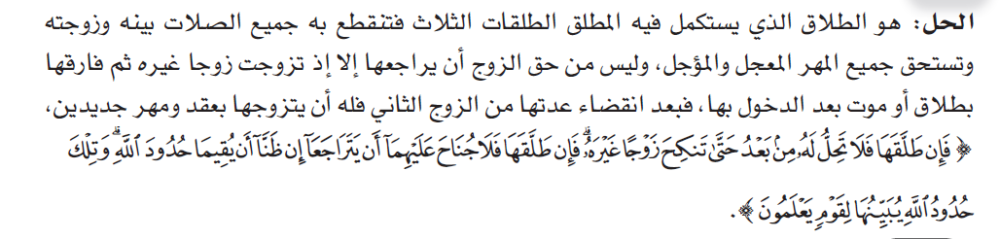 الحل: هو الطلاق الذي يستكمل فيه المطلق الطلقات الثلاث فتنقطع به جميع الصلات بينه وزوجته
وتستحق جميع المهر المعجل والمؤجل، وليس من حق الزوج أن يراجعها إلا إذ تزوجت زوجا غيره ثم فارقها
بطلاق أو موت بعد الدخول بها، فبعد انقضاء عدتها من الزوج الثاني فله أن يتزوجها بعقد ومهر جديدين،
﴿ فَإِن طَلَّقَهَا فَلَا تَحِلُّ لَهُۥ مِنۢ بَعْدُ حَتَّىٰ تَنكِحَ زَوْجًا غَيْرَهُۥ ۗ فَإِن طَلَّقَهَا فَلَا جُنَاحَ عَلَيْهِمَآ أَن يَتَرَاجَعَآ إِن ظَنَّآ أَن يُقِيمَا حُدُودَ ٱللَّهِ ۗ وَتِلْكَ
حُدُودُ ٱللَّهِ يُبَيِّنُهَا لِقَوْمٍ يَعْلَمُونَ ﴾.